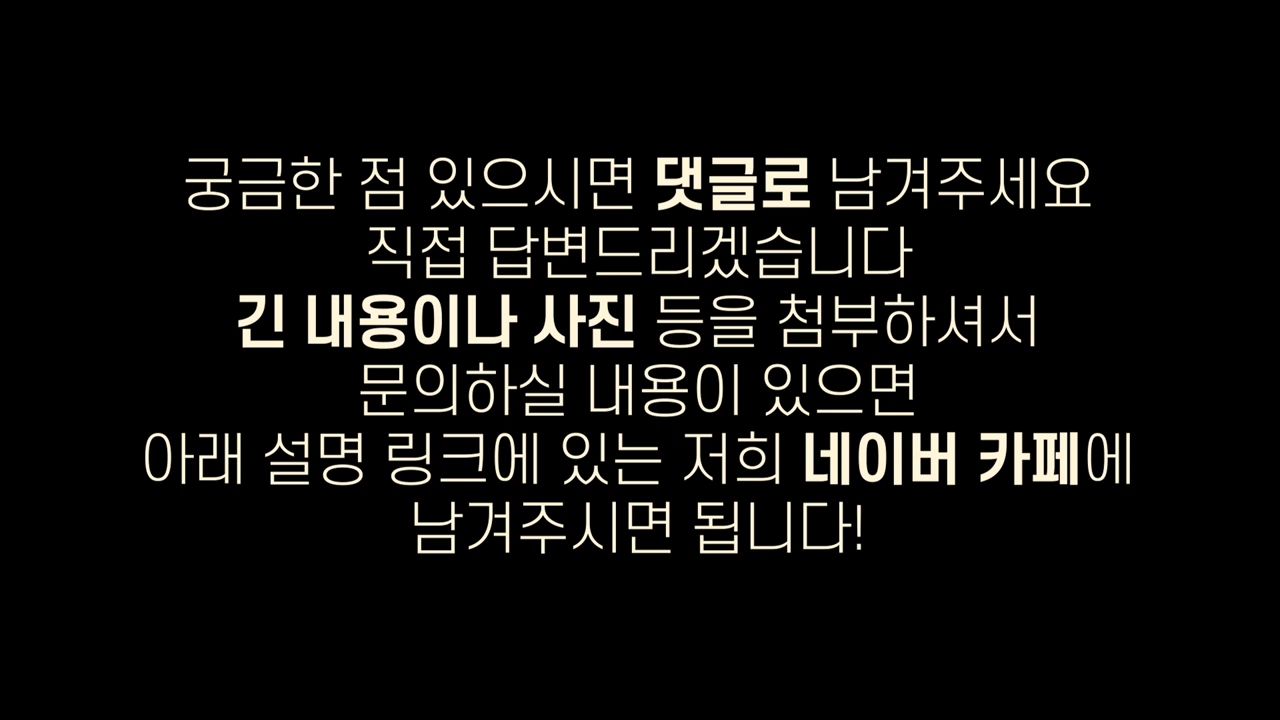 궁금한 점 있으시면 댓글로 남겨주세요
직접 답변드리겠습니다
긴 내용이나 사진 등을 첨부하셔서
문의하실 내용이 있으면
아래 설명 링크에 있는 저희 네이버 카페에
남겨주시면 됩니다!